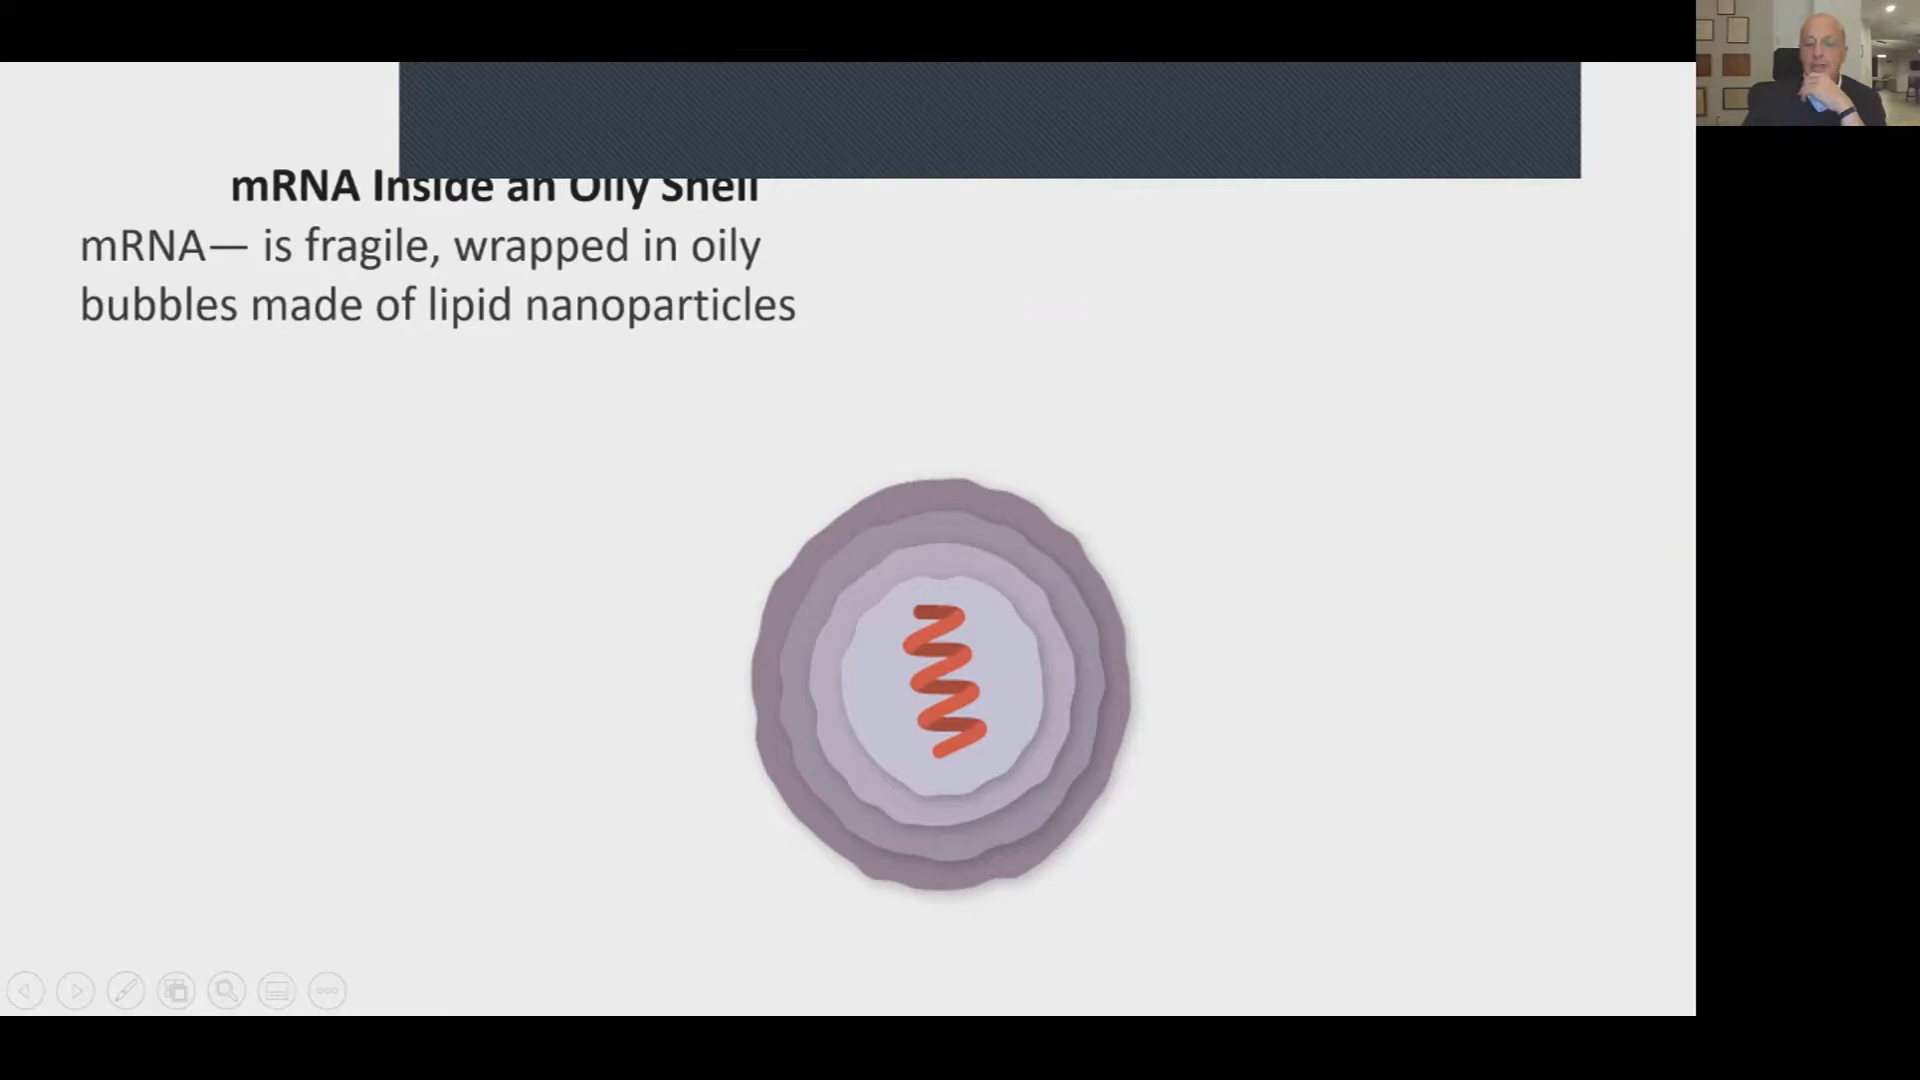 mRNA Inside an Oily Shell
mRNA— is fragile, wrapped in oily
bubbles made of lipid nanoparticles